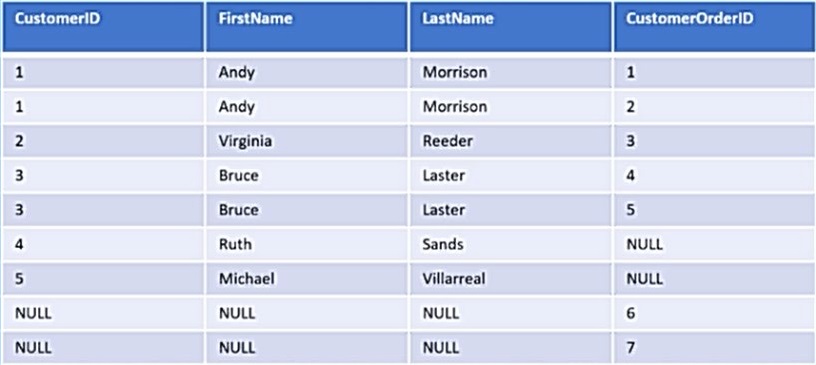 CustomerID FirstName LastName CustomerOrderID
1 Andy Morrison 1
1 Andy Morrison 2
2 Virginia Reeder 3
3 Bruce Laster 4
3 Bruce Laster 5
4 Ruth Sands NULL
5 Michael Villarreal NULL
NULL NULL NULL 6
NULL NULL NULL 7